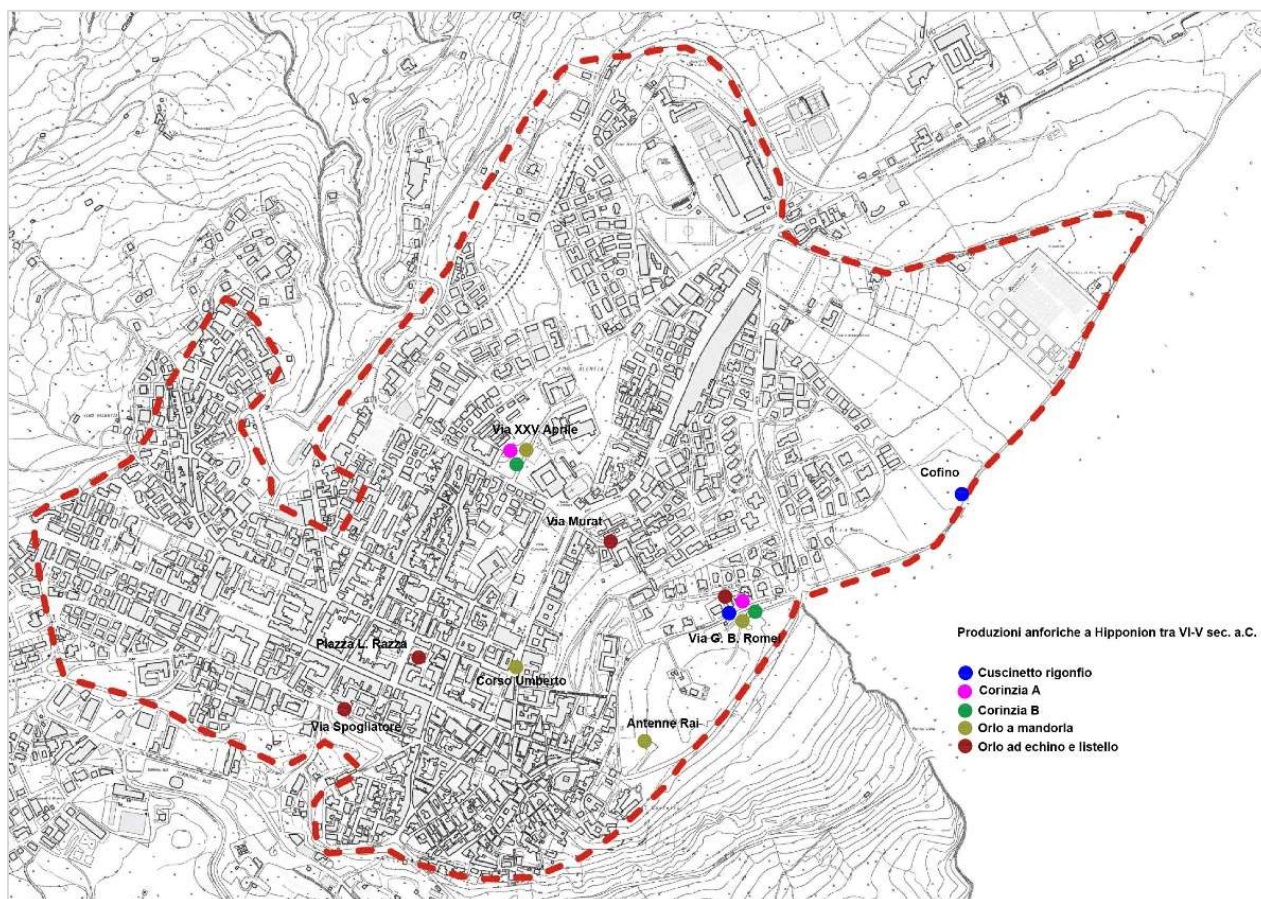 Via XXV Aprile
Cofino
Via Murat
Via G. B. Romei
Produzioni anforiche a Hipponion tra VI-V sec. a.C.
Piazza L. Razza
Cuscinetto rigonfio
Corso Umberto
Corinzia A
Corinzia B
Via Spogliatore
Antenne Rai
Orlo a mandorla
Orlo ad echino e listello